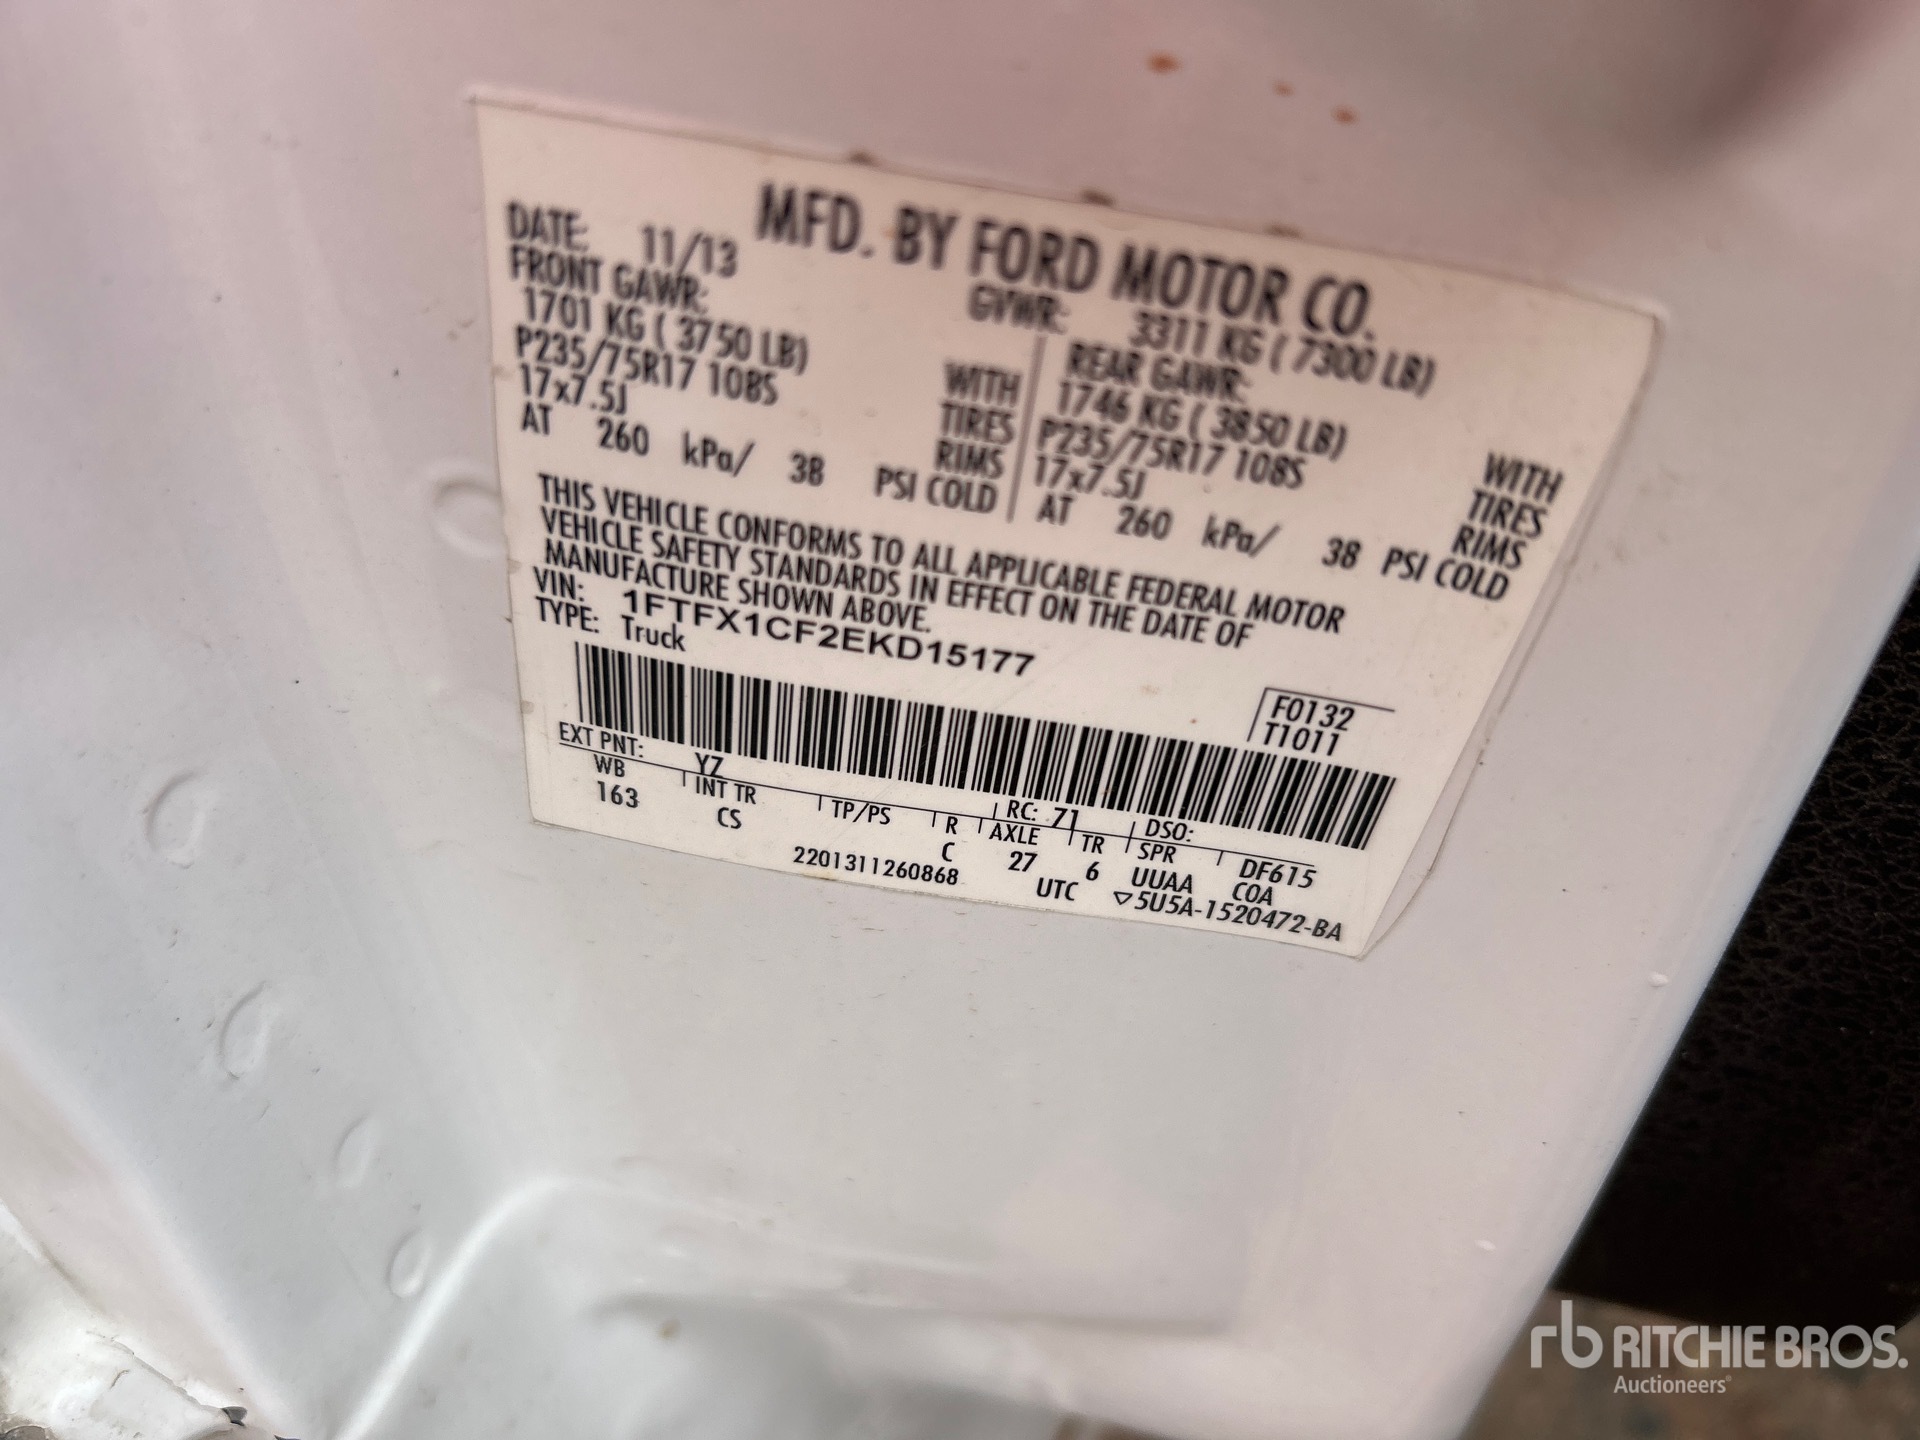 MFD. BY FORD MOTOR CO.
DATE: 11/13 GVWR: 3311 KG ( 7300 LB)
FRONT GAWR: REAR GAWR:
1701 KG ( 3750 LB) WITH 1746 KG ( 3850 LB) WITH
P235/75R17 108S TIRES P235/75R17 108S TIRES
17x7.5J RIMS 17x7.5J RIMS
AT 260 kPa/ 38 PSI COLD AT 260 kPa/ 38 PSI COLD
THIS VEHICLE CONFORMS TO ALL APPLICABLE FEDERAL MOTOR
VEHICLE SAFETY STANDARDS IN EFFECT ON THE DATE OF
MANUFACTURE SHOWN ABOVE.
VIN: 1FTFX1CF2EKD15177
TYPE: Truck
F0132
T1011
EXT PNT: YZ RC: 71 DSO:
WB INT TR TP/PS R AXLE TR SPR DF615
163 CS C 27 6 UUAA C0A
2201311260868 UTC ▽5U5A-1520472-BA
rb RITCHIE BROS.
Auctioneers